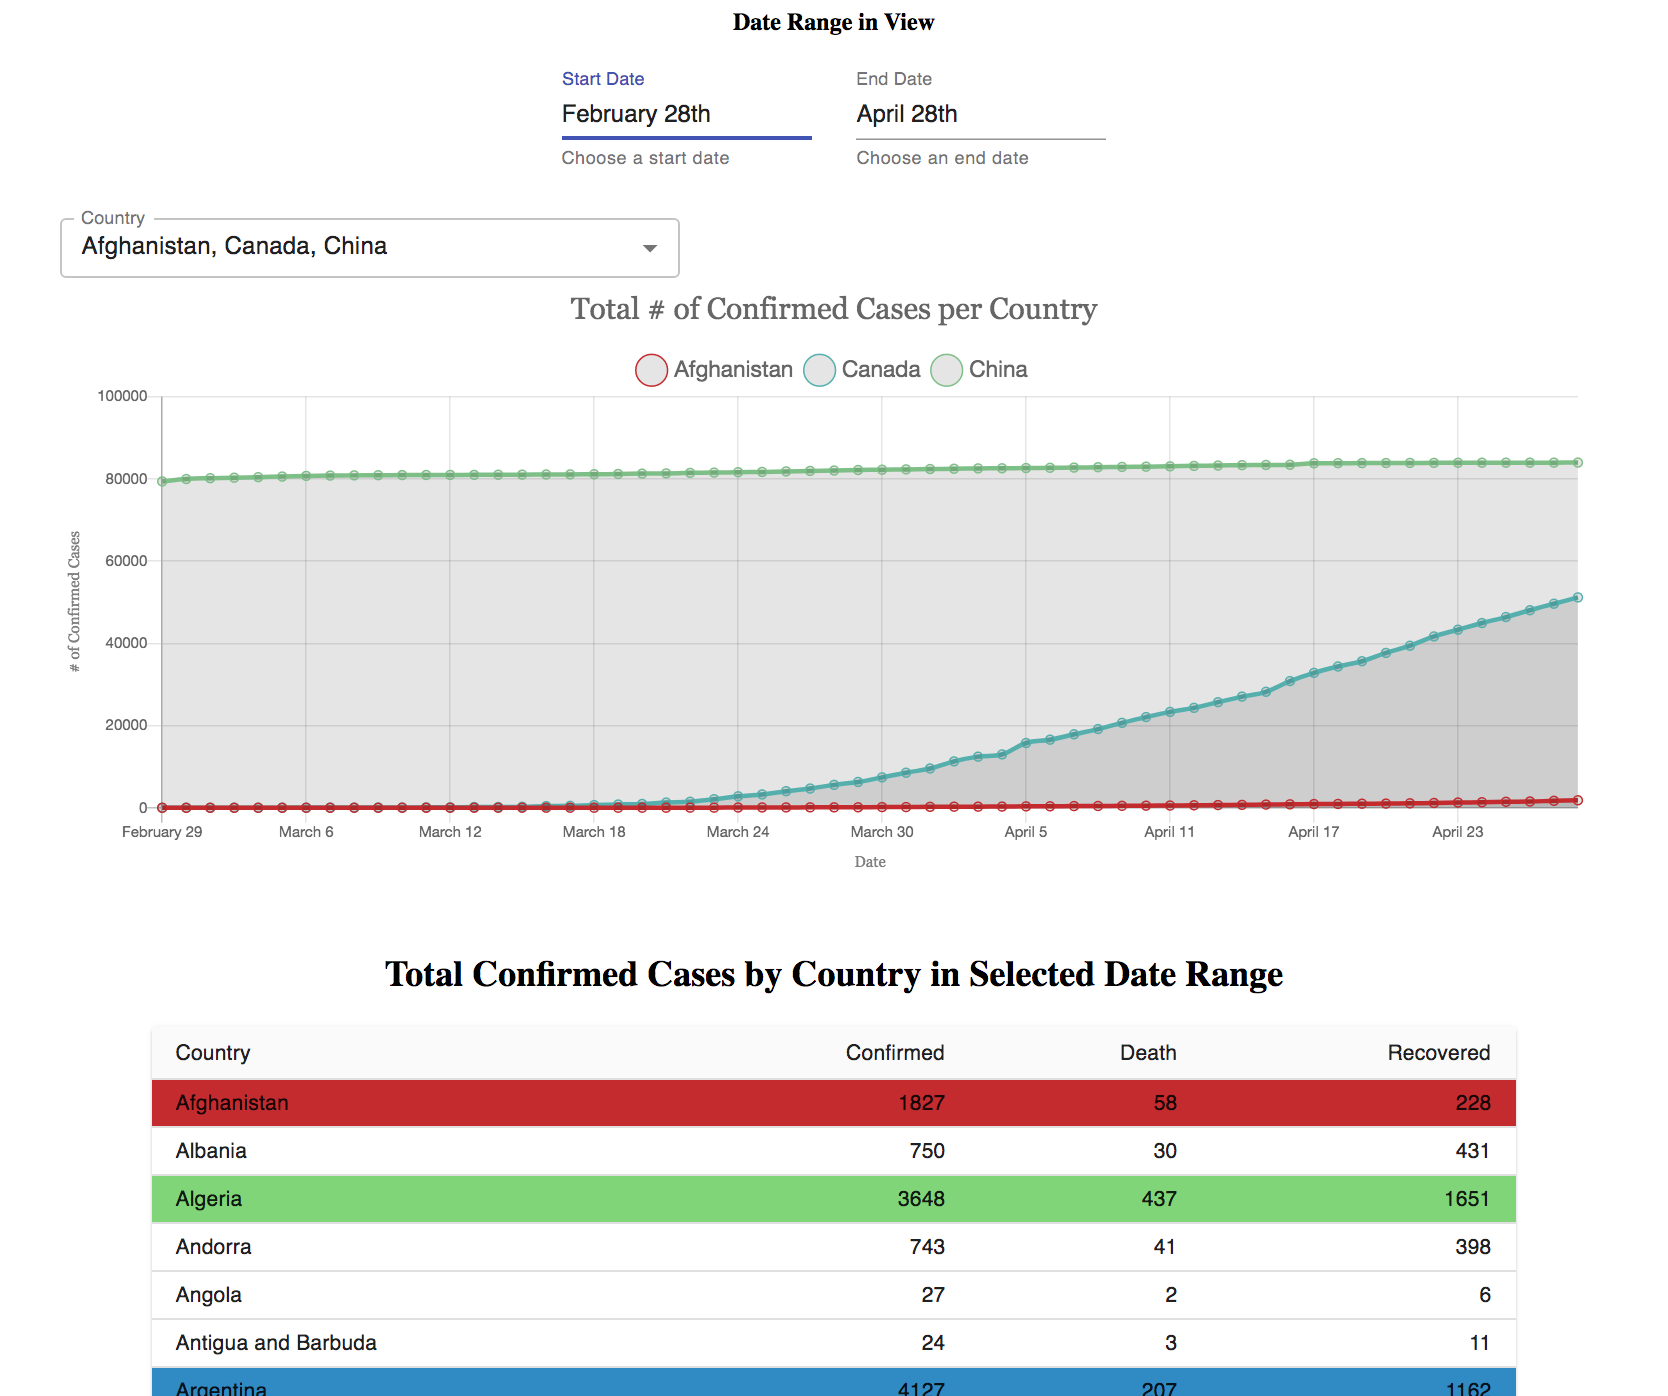 Date Range in View
Start Date
February 28th
Choose a start date
End Date
April 28th
Choose an end date
Country
Afghanistan, Canada, China
Total # of Confirmed Cases per Country
Afghanistan Canada China
# of Confirmed Cases
100000
80000
60000
40000
20000
0
February 29 March 6 March 12 March 18 March 24 March 30 April 5 April 11 April 17 April 23
Date
Total Confirmed Cases by Country in Selected Date Range
Country Confirmed Death Recovered
Afghanistan 1827 58 228
Albania 750 30 431
Algeria 3648 437 1651
Andorra 743 41 398
Angola 27 2 6
Antigua and Barbuda 24 3 11
Argentina 4127 207 1162